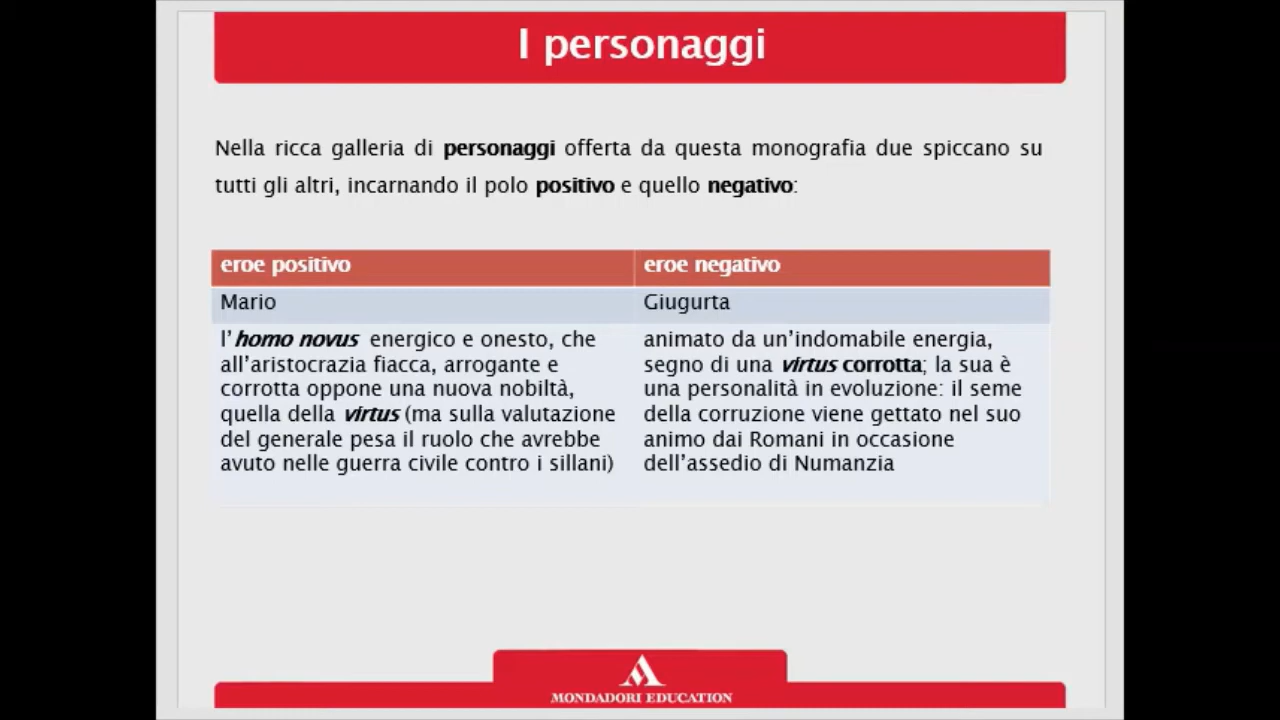 I personaggi
Nella ricca galleria di personaggi offerta da questa monografia due spiccano su
tutti gli altri, incarnando il polo positivo e quello negativo:
eroe positivo
eroe negativo
Mario
Giugurta
l'homo novus energico e onesto, che
all'aristocrazia fiacca, arrogante e
corrotta oppone una nuova nobiltà,
quella della virtus (ma sulla valutazione
del generale pesa il ruolo che avrebbe
avuto nelle guerra civile contro i sillani)
animato da un'indomabile energia,
segno di una virtus corrotta; la sua è
una personalità in evoluzione: il seme
della corruzione viene gettato nel suo
animo dai Romani in occasione
dell'assedio di Numanzia
MONDADORI EDUCATION